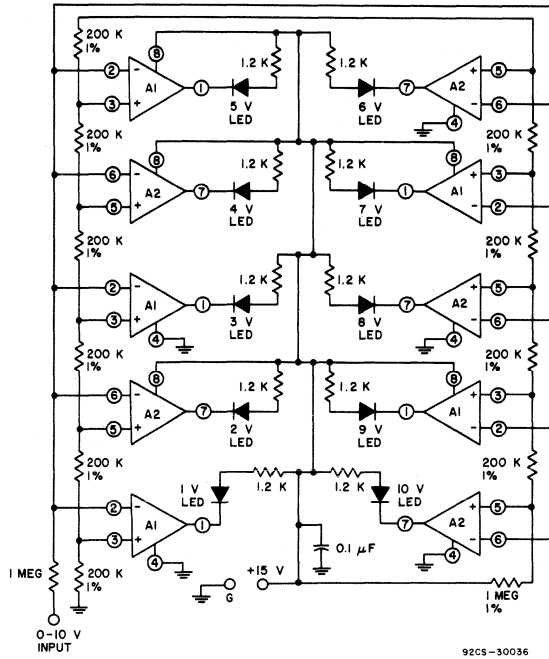 200 K
1%
8
2
-
A1
3
+
1
1.2 K
5 V
LED
1.2 K
6 V
LED
7
A2
-
5
+
6
4
200 K
1%
200 K
1%
8
6
-
A2
5
+
7
1.2 K
4 V
LED
1.2 K
7 V
LED
1
8
A1
3
+
2
-
200 K
1%
200 K
1%
2
-
A1
3
+
1
4
1.2 K
3 V
LED
1.2 K
8 V
LED
7
A2
5
+
6
-
4
200 K
1%
200 K
1%
8
6
-
A2
5
+
7
1.2 K
2 V
LED
1.2 K
9 V
LED
1
8
A1
3
+
2
-
200 K
1%
200 K
1%
2
-
A1
3
+
1
4
1 V
LED
1.2 K
1.2 K
10 V
LED
7
A2
5
+
6
-
4
200 K
1%
1 MEG
200 K
1%
0-10 V
INPUT
G
+15 V
0.1 µF
1 MEG
1%
92CS-30036